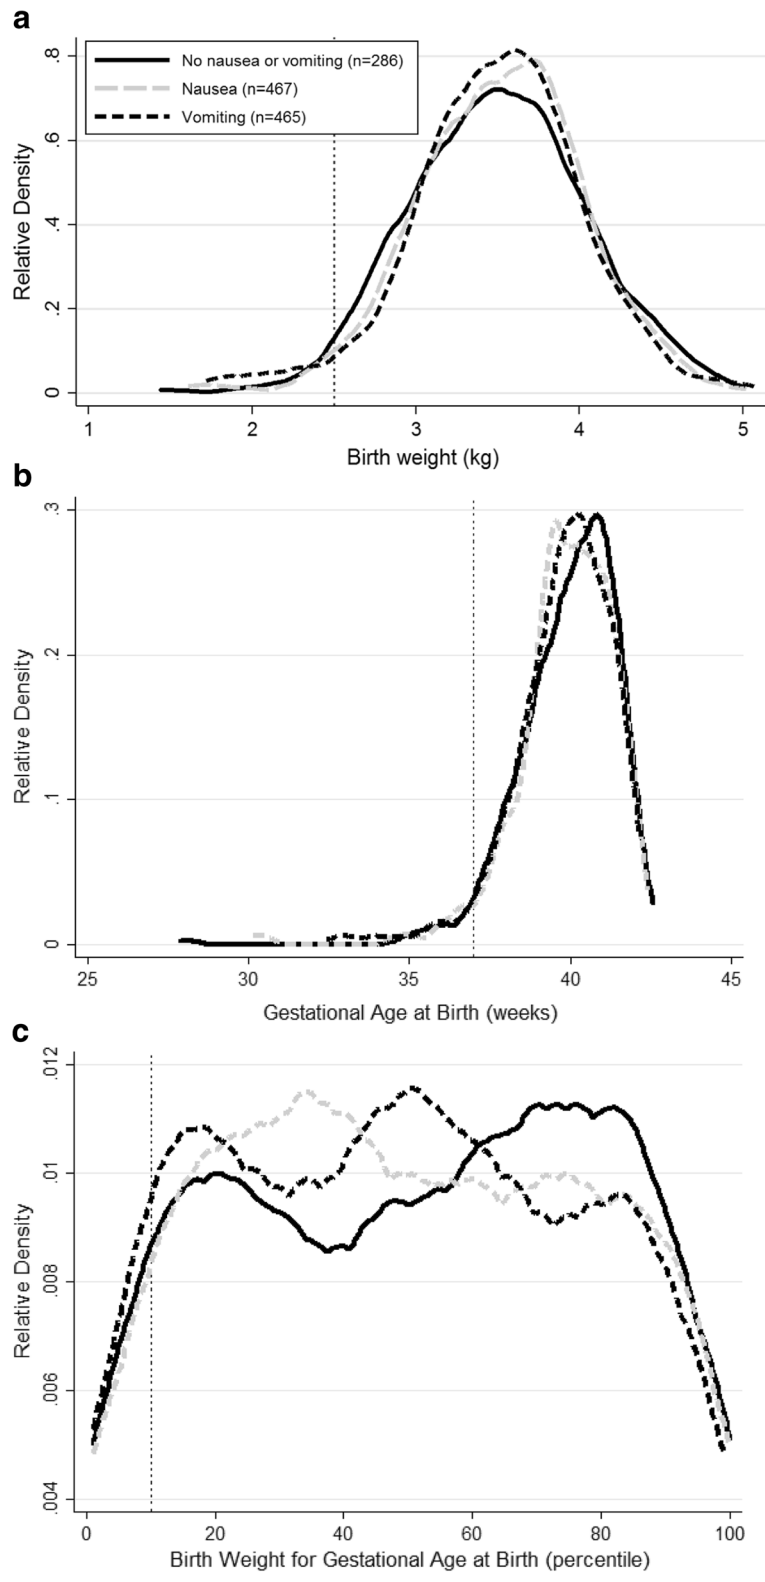 a
Relative Density
.8
.6
.4
.2
0
No nausea or vomiting (n=286)
Nausea (n=467)
Vomiting (n=465)
1 2 3 4 5
Birth weight (kg)
b
Relative Density
.3
.2
.1
0
25 30 35 40 45
Gestational Age at Birth (weeks)
c
Relative Density
.012
.01
.008
.006
.004
0 20 40 60 80 100
Birth Weight for Gestational Age at Birth (percentile)